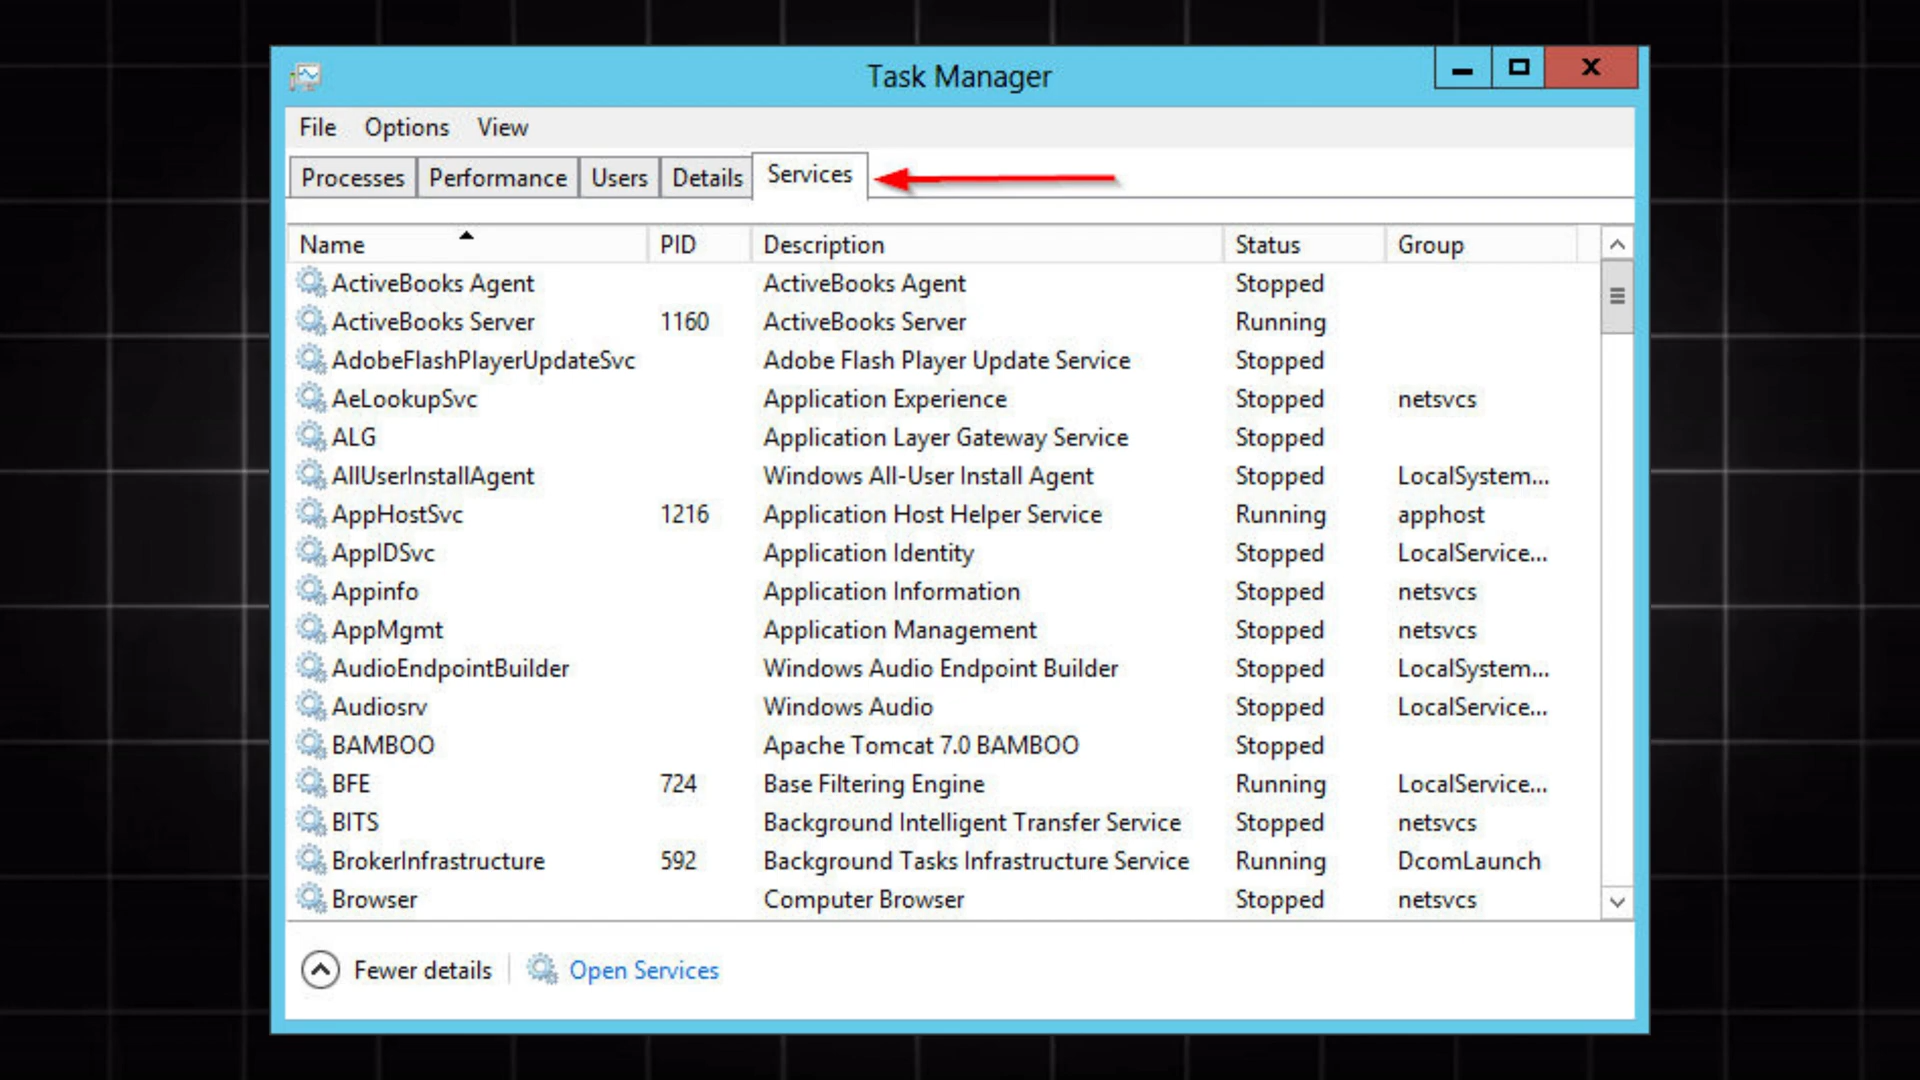 Task Manager
File Options View
Processes Performance Users Details Services
Name PID Description Status Group
ActiveBooks Agent ActiveBooks Agent Stopped
ActiveBooks Server 1160 ActiveBooks Server Running
AdobeFlashPlayerUpdateSvc Adobe Flash Player Update Service Stopped
AeLookupSvc Application Experience Stopped netsvcs
ALG Application Layer Gateway Service Stopped
AllUserInstallAgent Windows All-User Install Agent Stopped LocalSystem...
AppHostSvc 1216 Application Host Helper Service Running apphost
AppIDSvc Application Identity Stopped LocalService...
Appinfo Application Information Stopped netsvcs
AppMgmt Application Management Stopped netsvcs
AudioEndpointBuilder Windows Audio Endpoint Builder Stopped LocalSystem...
Audiosrv Windows Audio Stopped LocalService...
BAMBOO Apache Tomcat 7.0 BAMBOO Stopped
BFE 724 Base Filtering Engine Running LocalService...
BITS Background Intelligent Transfer Service Stopped netsvcs
BrokerInfrastructure 592 Background Tasks Infrastructure Service Running DcomLaunch
Browser Computer Browser Stopped netsvcs
Fewer details Open Services